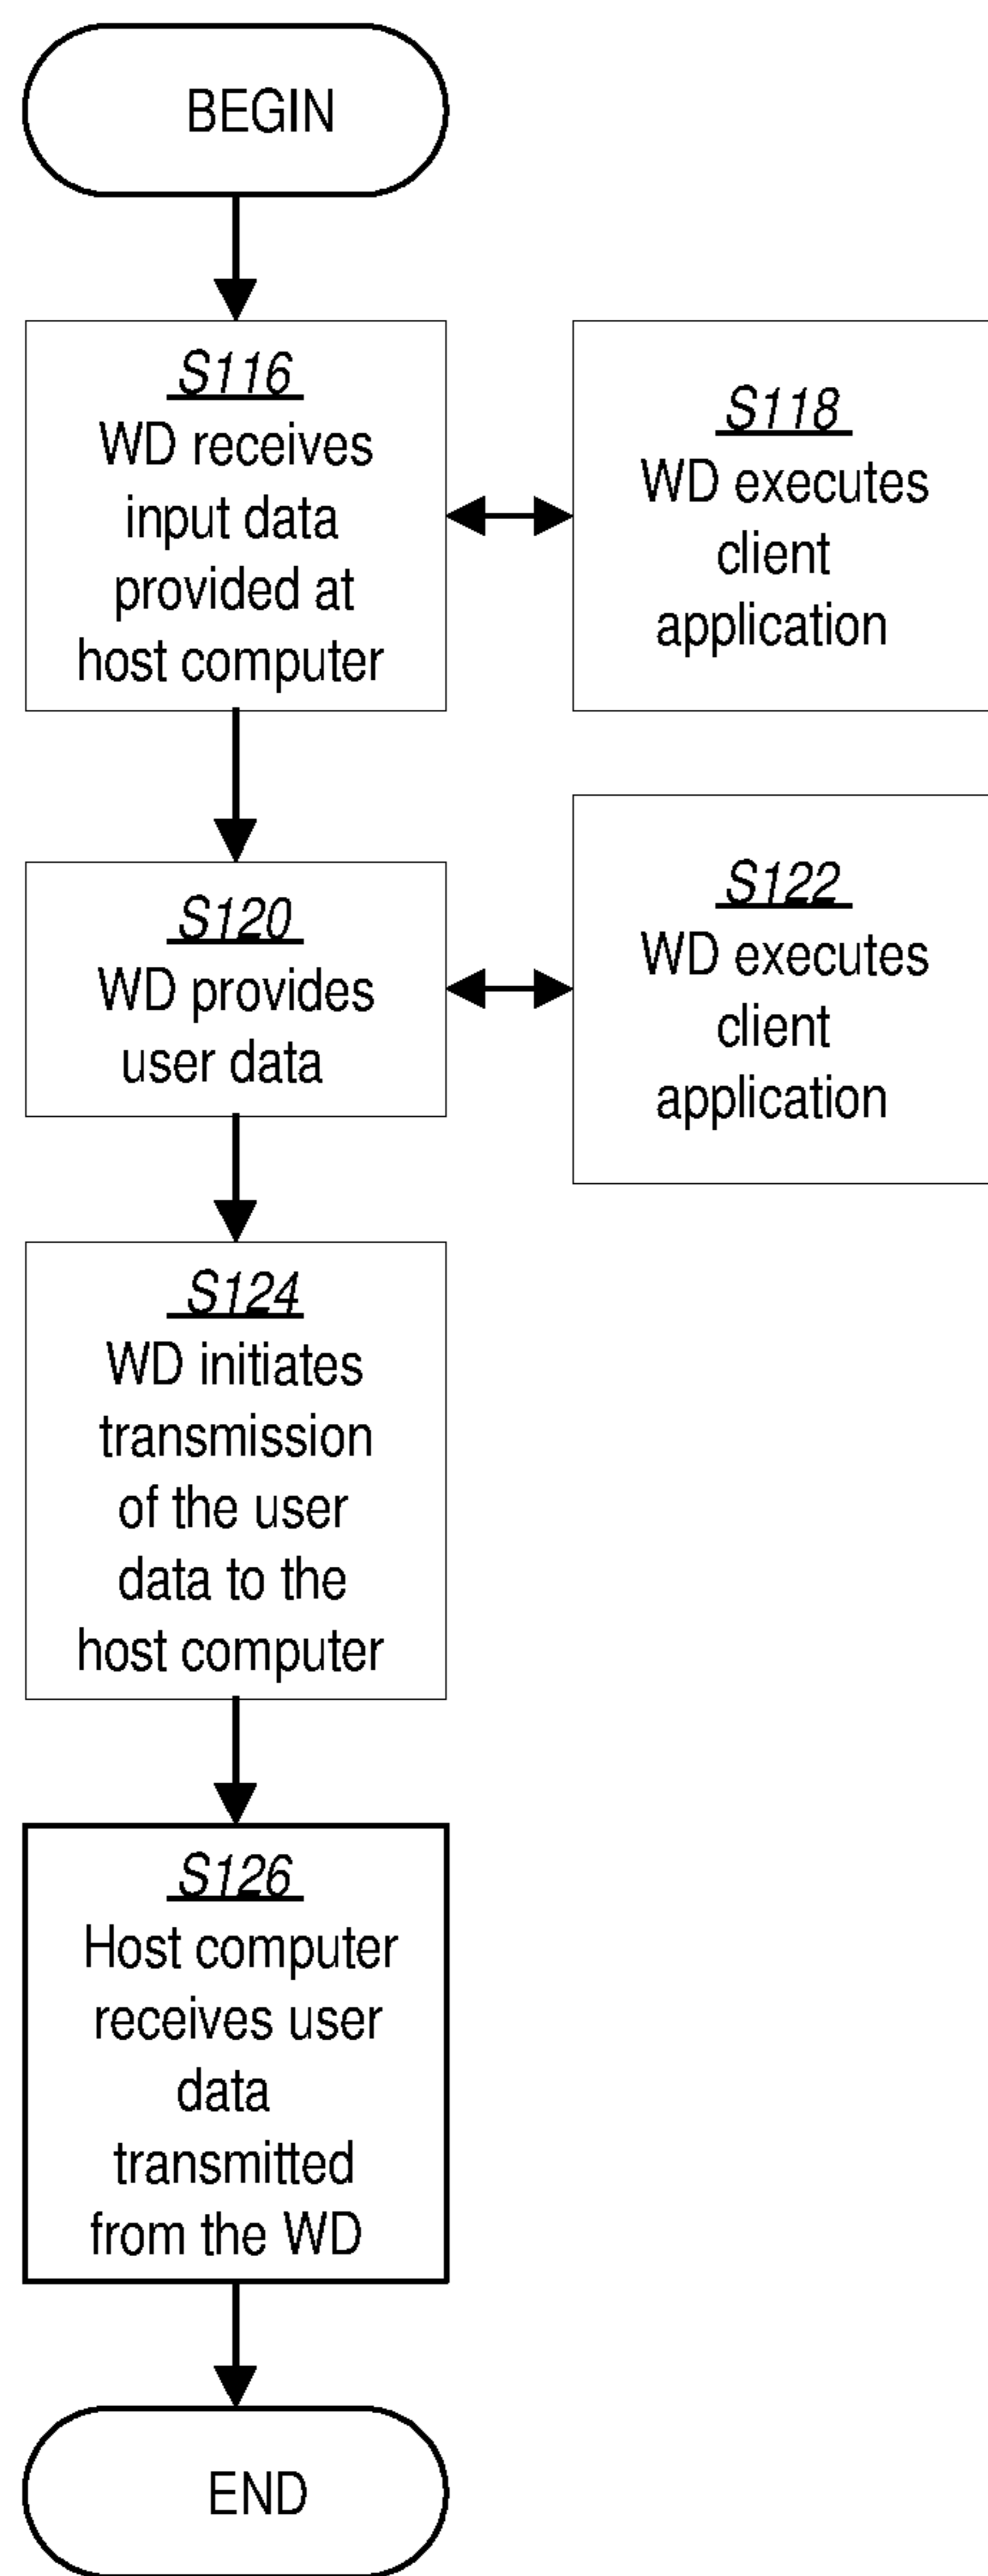 BEGIN
S116
WD receives
input data
provided at
host computer
S118
WD executes
client
application
S120
WD provides
user data
S122
WD executes
client
application
S124
WD initiates
transmission
of the user
data to the
host computer
S126
Host computer
receives user
data
transmitted
from the WD
END